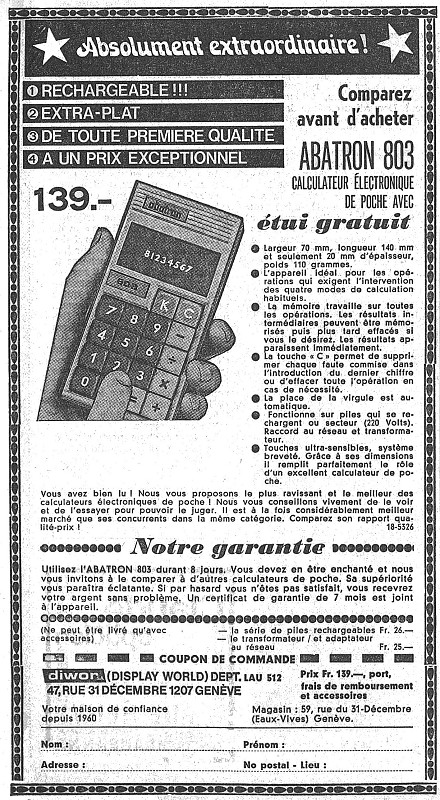 Absolument extraordinaire !
❶ RECHARGEABLE !!!
❷ EXTRA-PLAT
❸ DE TOUTE PREMIERE QUALITE
❹ A UN PRIX EXCEPTIONNEL
139.-
Comparez
avant d'acheter
ABATRON 803
CALCULATEUR ÉLECTRONIQUE
DE POCHE AVEC
étui gratuit
abatron
81234567
803
K C
7 8 9 ÷
4 6 -
2 3 ×
= +
● Largeur 70 mm, longueur 140 mm
et seulement 20 mm d'épaisseur,
poids 110 grammes.
● L'appareil idéal pour les opé-
rations qui exigent l'intervention
des quatre modes de calculation
habituels.
● La mémoire travaille sur toutes
les opérations. Les résultats in-
termédiaires peuvent être mémo-
risés puis plus tard effacés si
vous le désirez. Les résultats ap-
paraissent immédiatement.
● La touche « C » permet de suppri-
mer chaque faute commise dans
l'introduction du dernier chiffre
ou d'effacer toute l'opération en
cas de nécessité.
● La place de la virgule est au-
tomatique.
● Fonctionne sur piles qui se re-
chargent ou secteur (220 Volts).
Raccord au réseau et transforma-
teur.
● Touches ultra-sensibles, système
breveté. Grâce à ses dimensions
il remplit parfaitement le rôle
d'un excellent calculateur de po-
che.
Vous avez bien lu ! Nous vous proposons le plus ravissant et le meilleur des
calculateurs électroniques de poche ! Nous vous conseillons vivement de le voir
et de l'essayer pour pouvoir le juger. Il est à la fois considérablement meilleur
marché que ses concurrents dans la même catégorie. Comparez son rapport qua-
lité-prix !
18-5326
Notre garantie
Utilisez l'ABATRON 803 durant 8 jours. Vous devez en être enchanté et nous
vous invitons à le comparer à d'autres calculateurs de poche. Sa supériorité
vous paraîtra éclatante. Si par hasard vous n'êtes pas satisfait, vous recevrez
votre argent sans problème. Un certificat de garantie de 7 mois est joint
à l'appareil.
(Ne peut être livré qu'avec — la série de piles rechargeables Fr. 26.—
accessoires) — le transformateur / et adaptateur
au réseau Fr. 25.—
COUPON DE COMMANDE
diwori (DISPLAY WORLD) DEPT. LAU 512
47, RUE 31 DÉCEMBRE 1207 GENÈVE
Prix Fr. 139.—, port,
frais de remboursement
et accessoires
Votre maison de confiance
depuis 1960
Magasin : 59, rue du 31-Décembre
(Eaux-Vives) Genève.
Nom : Prénom :
Adresse : No postal - Lieu :